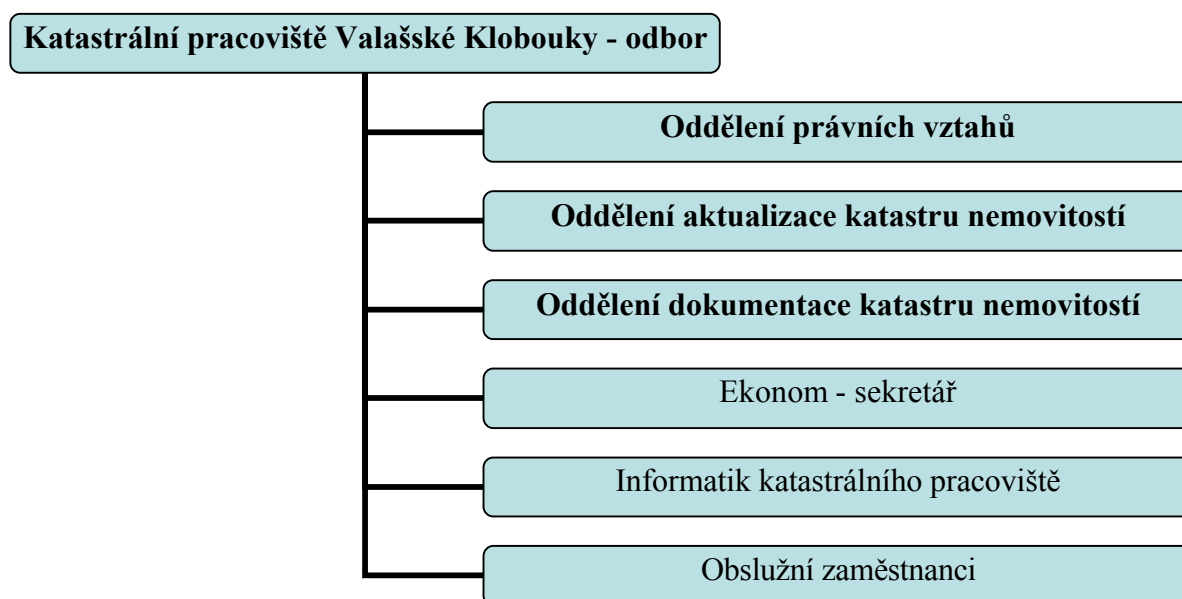 Katastrální pracoviště Valašské Klobouky - odbor
Oddělení právních vztahů
Oddělení aktualizace katastru nemovitostí
Oddělení dokumentace katastru nemovitostí
Ekonom - sekretář
Informatik katastrálního pracoviště
Obslužní zaměstnanci